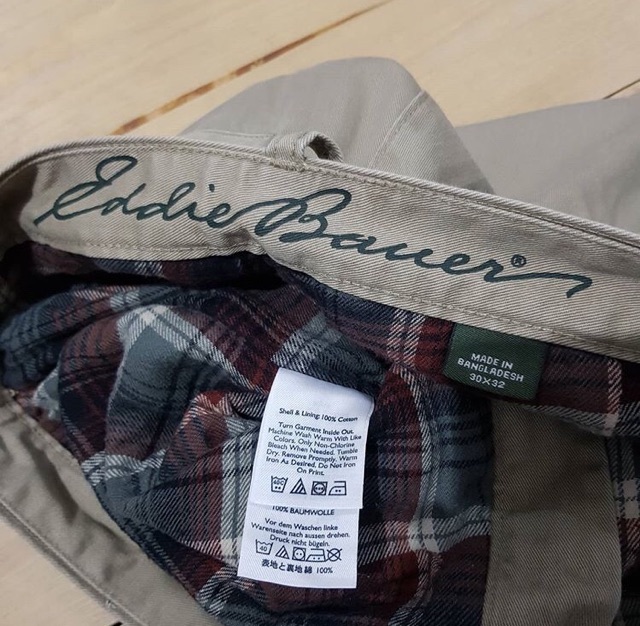 Eddie Bauer®
MADE IN
BANGLADESH
30X32
Shell & Lining: 100% Cotton
Turn Garment Inside Out.
Machine Wash Warm With Like
Colors. Only Non-Chlorine
Bleach When Needed. Tumble
Dry. Remove Promptly. Warm
Iron As Desired. Do Not Iron
On Print.
100% BAUMWOLLE
Vor dem Waschen linke
Warenseite nach aussen drehen.
Druck nicht bügeln.
40
表地と裏地綿 100%